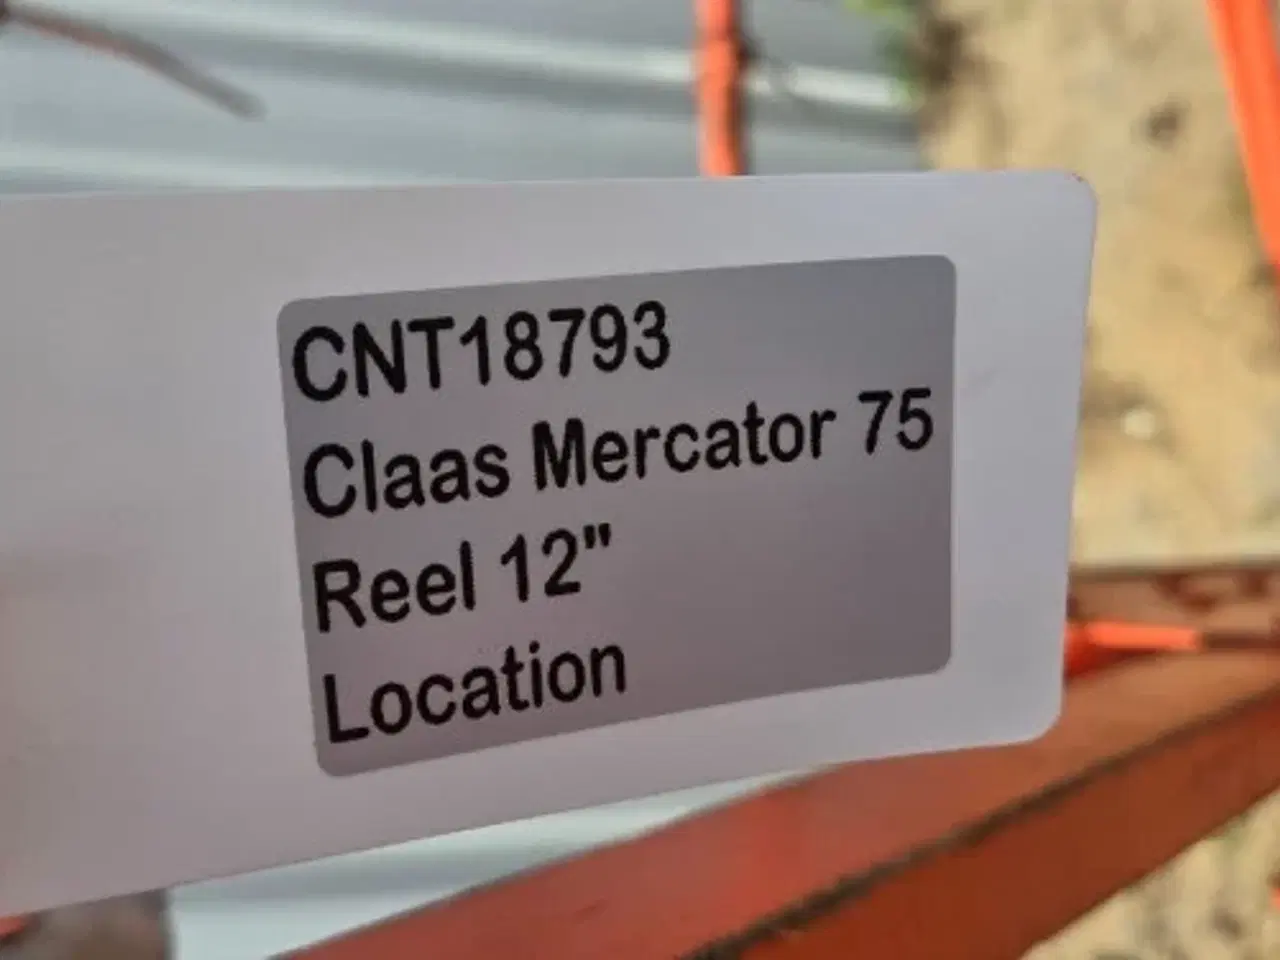 CNT18793
Claas Mercator 75
Reel 12"
Location